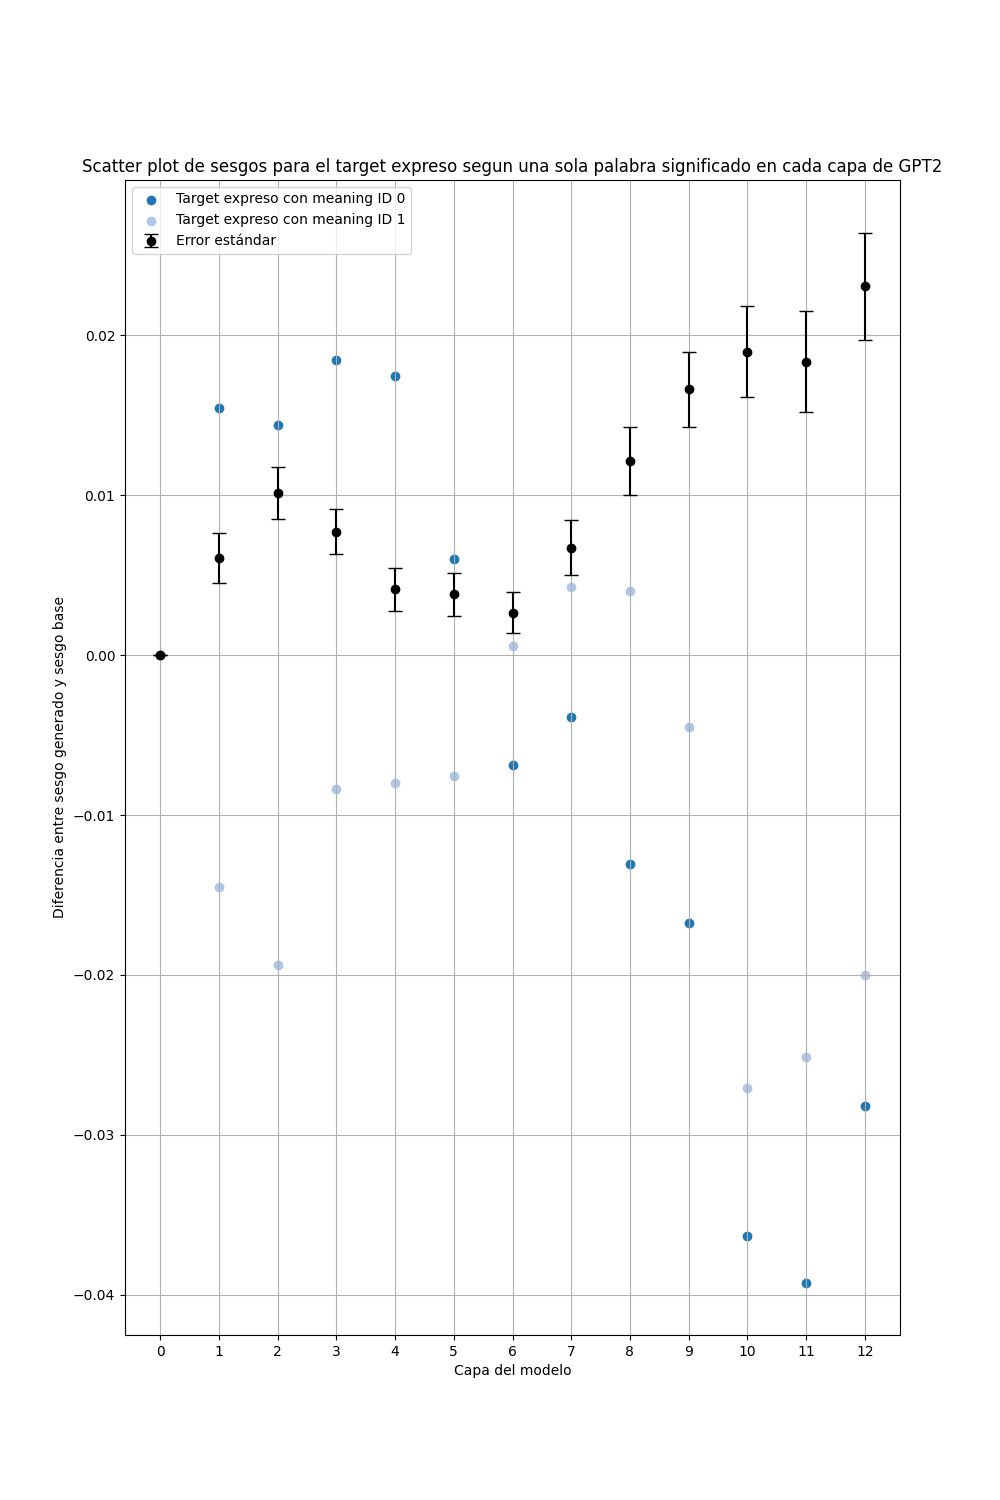 Scatter plot de sesgos para el target expreso segun una sola palabra significado en cada capa de GPT2
Target expreso con meaning ID 0
Target expreso con meaning ID 1
Error estándar
0.02
0.01
0.00
−0.01
−0.02
−0.03
−0.04
Diferencia entre sesgo generado y sesgo base
0 1 2 3 4 5 6 7 8 9 10 11 12
Capa del modelo